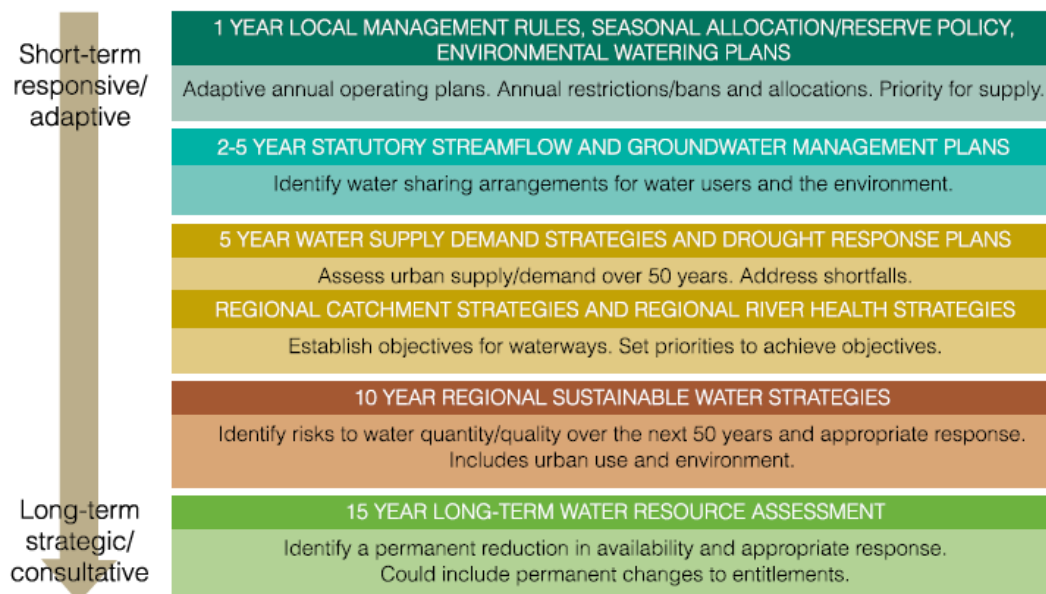 Short-term
responsive/
adaptive
1 YEAR LOCAL MANAGEMENT RULES, SEASONAL ALLOCATION/RESERVE POLICY,
ENVIRONMENTAL WATERING PLANS
Adaptive annual operating plans. Annual restrictions/bans and allocations. Priority for supply.
2-5 YEAR STATUTORY STREAMFLOW AND GROUNDWATER MANAGEMENT PLANS
Identify water sharing arrangements for water users and the environment.
5 YEAR WATER SUPPLY DEMAND STRATEGIES AND DROUGHT RESPONSE PLANS
Assess urban supply/demand over 50 years. Address shortfalls.
REGIONAL CATCHMENT STRATEGIES AND REGIONAL RIVER HEALTH STRATEGIES
Establish objectives for waterways. Set priorities to achieve objectives.
10 YEAR REGIONAL SUSTAINABLE WATER STRATEGIES
Identify risks to water quantity/quality over the next 50 years and appropriate response.
Includes urban use and environment.
Long-term
strategic/
consultative
15 YEAR LONG-TERM WATER RESOURCE ASSESSMENT
Identify a permanent reduction in availability and appropriate response.
Could include permanent changes to entitlements.